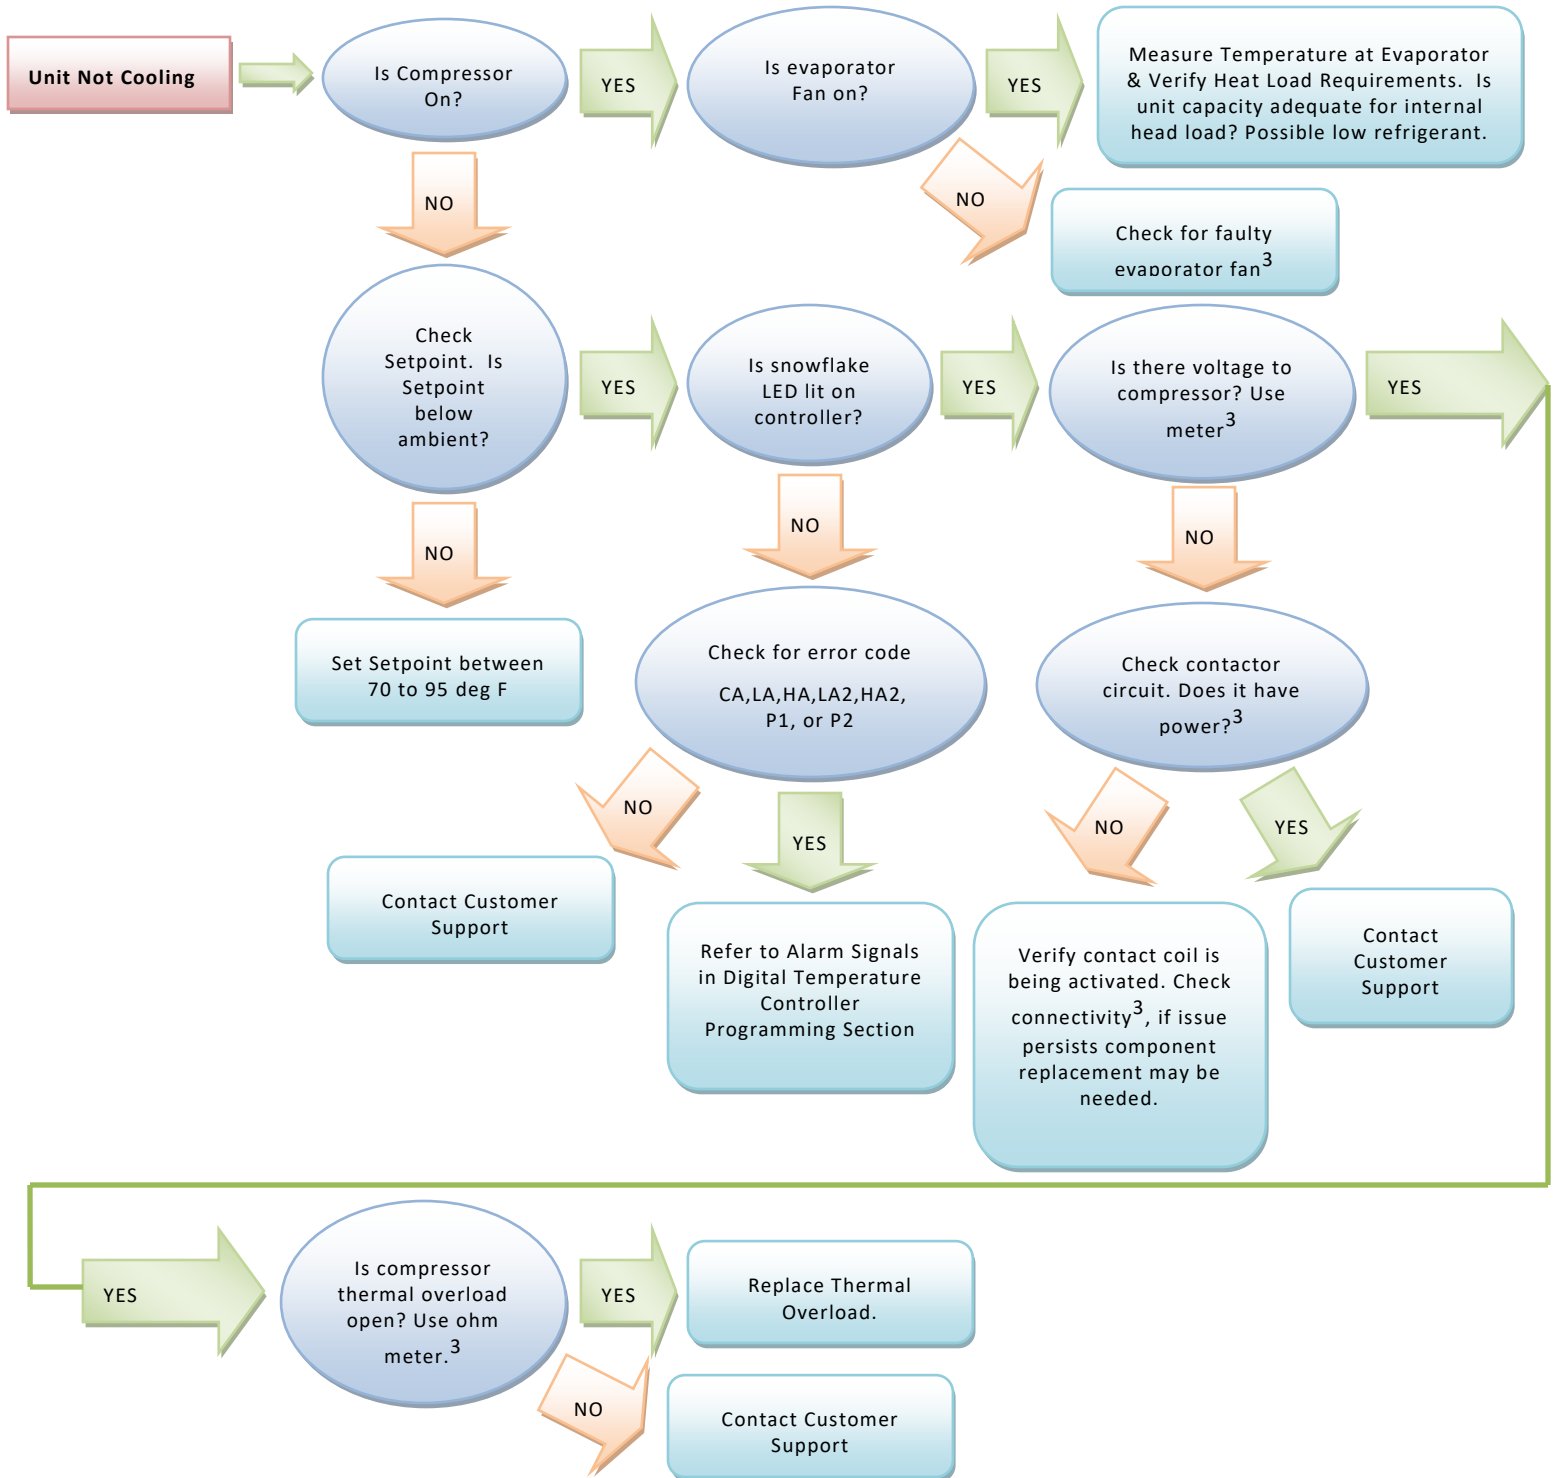 Unit Not Cooling
Is Compressor
On?
YES
Is evaporator
Fan on?
YES
Measure Temperature at Evaporator
& Verify Heat Load Requirements. Is
unit capacity adequate for internal
head load? Possible low refrigerant.
NO
NO
Check for faulty
evaporator fan3
Check
Setpoint. Is
Setpoint
below
ambient?
YES
Is snowflake
LED lit on
controller?
YES
Is there voltage to
compressor? Use
meter3
YES
NO
NO
NO
Set Setpoint between
70 to 95 deg F
Check for error code
CA,LA,HA,LA2,HA2,
P1, or P2
Check contactor
circuit. Does it have
power?3
NO
YES
NO
YES
Contact Customer
Support
Refer to Alarm Signals
in Digital Temperature
Controller
Programming Section
Verify contact coil is
being activated. Check
connectivity3, if issue
persists component
replacement may be
needed.
Contact
Customer
Support
YES
Is compressor
thermal overload
open? Use ohm
meter.3
YES
Replace Thermal
Overload.
NO
Contact Customer
Support